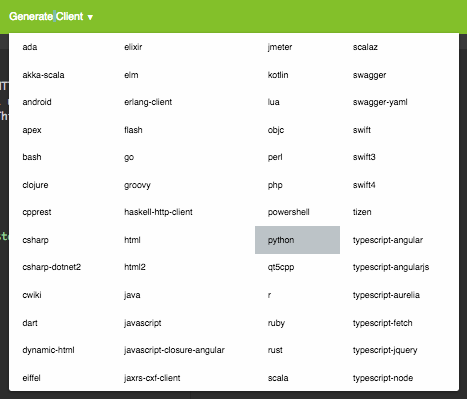 Generate Client ▼
ada
akka-scala
android
apex
bash
clojure
cpprest
csharp
csharp-dotnet2
cwiki
dart
dynamic-html
eiffel
elixir
elm
erlang-client
flash
go
groovy
haskell-http-client
html
html2
java
javascript
javascript-closure-angular
jaxrs-cxf-client
jmeter
kotlin
lua
objc
perl
php
powershell
python
qt5cpp
r
ruby
rust
scala
scalaz
swagger
swagger-yaml
swift
swift3
swift4
tizen
typescript-angular
typescript-angularjs
typescript-aurelia
typescript-fetch
typescript-jquery
typescript-node